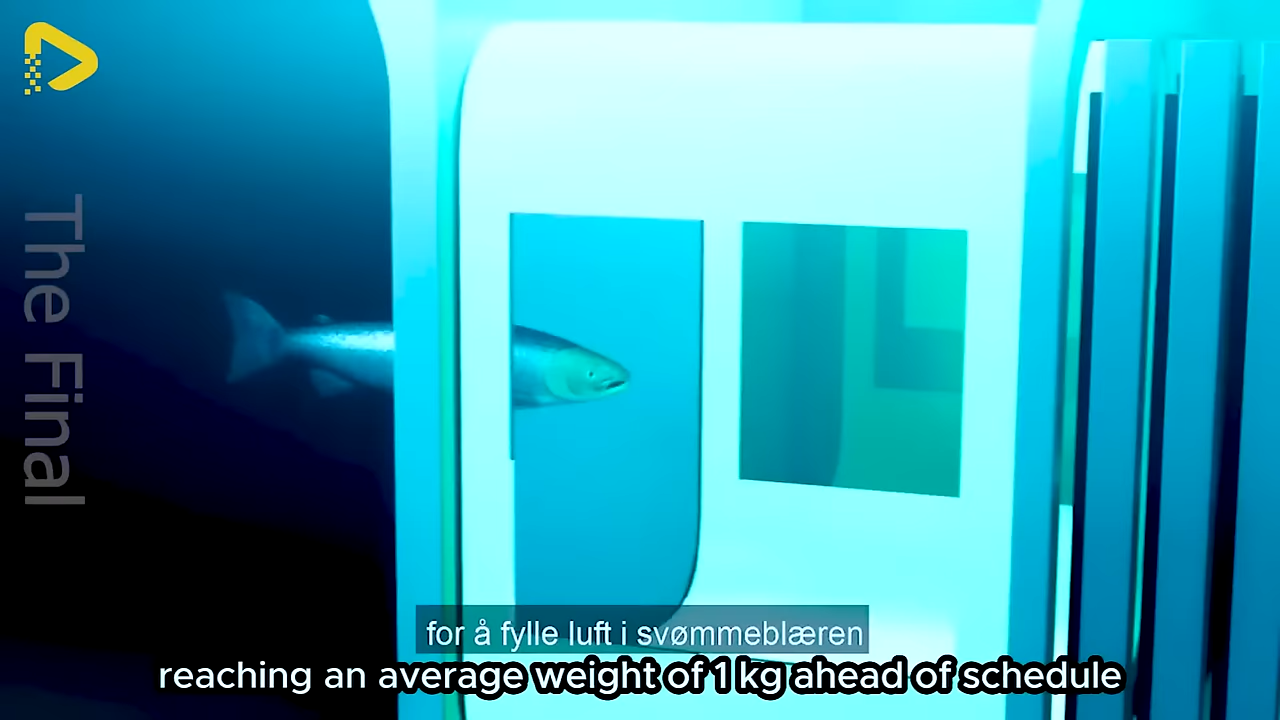 The Final
for å fylle luft i svømmeblæren
reaching an average weight of 1 kg ahead of schedule